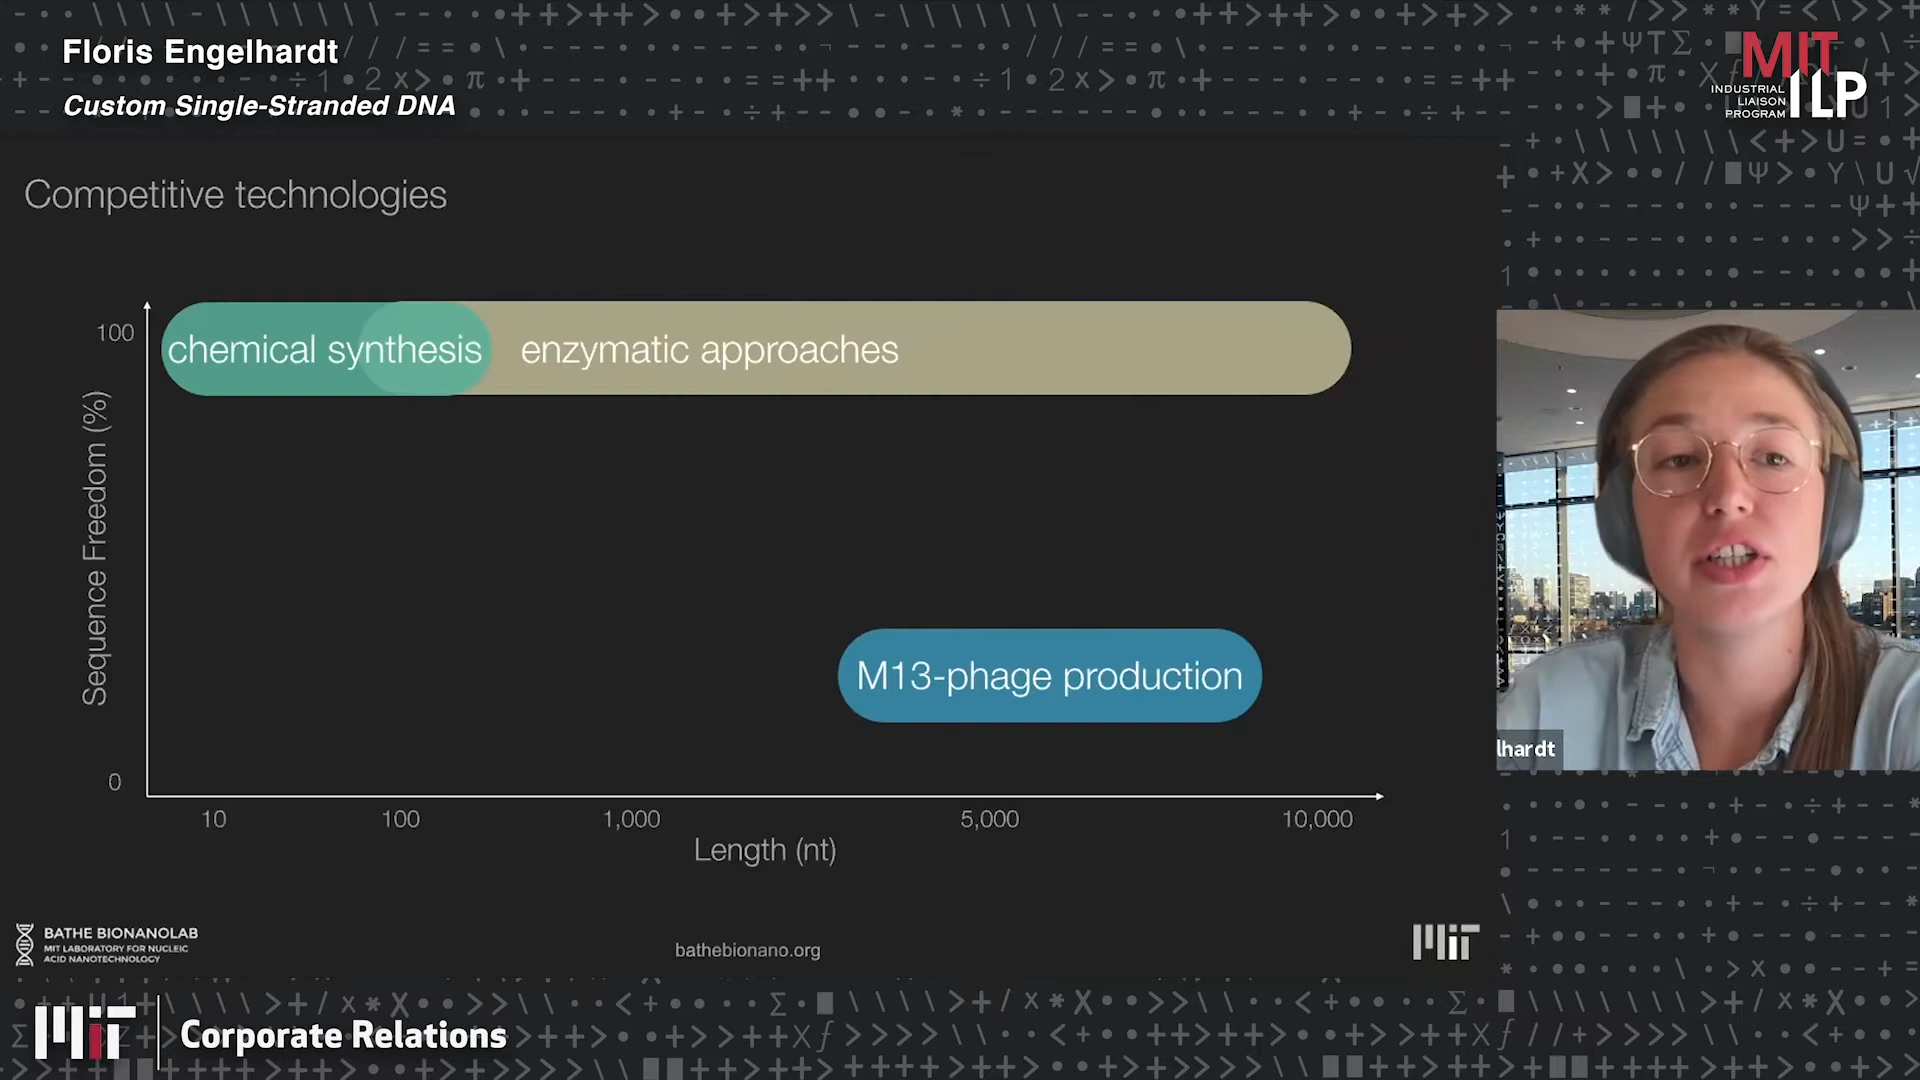 Floris Engelhardt
Custom Single-Stranded DNA
MIT
ILP
INDUSTRIAL
LIAISON
PROGRAM
Competitive technologies
100
chemical synthesis
enzymatic approaches
Sequence Freedom (%)
M13-phage production
0
10
100
1,000
5,000
10,000
Length (nt)
lhardt
BATHE BIONANOLAB
MIT LABORATORY FOR NUCLEIC
ACID NANOTECHNOLOGY
bathebionano.org
MIT
MIT
Corporate Relations